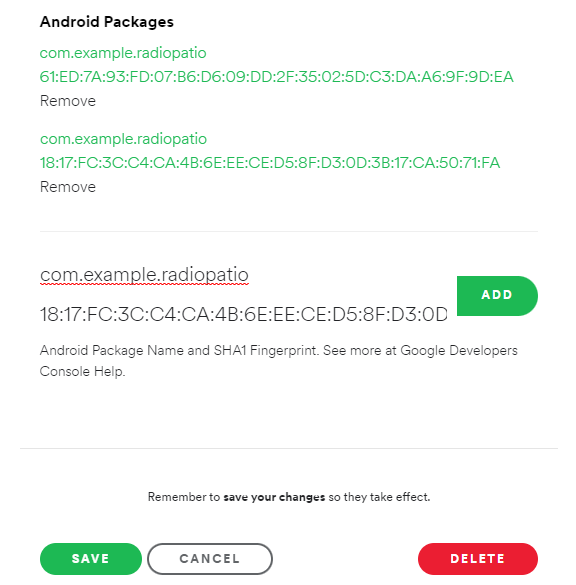 Android Packages
com.example.radiopatio
61:ED:7A:93:FD:07:B6:D6:09:DD:2F:35:02:5D:C3:DA:A6:9F:9D:EA
Remove
com.example.radiopatio
18:17:FC:3C:C4:CA:4B:6E:EE:CE:D5:8F:D3:0D:3B:17:CA:50:71:FA
Remove
com.example.radiopatio
ADD
18:17:FC:3C:C4:CA:4B:6E:EE:CE:D5:8F:D3:0D
Android Package Name and SHA1 Fingerprint. See more at Google Developers
Console Help.
Remember to save your changes so they take effect.
SAVE CANCEL DELETE